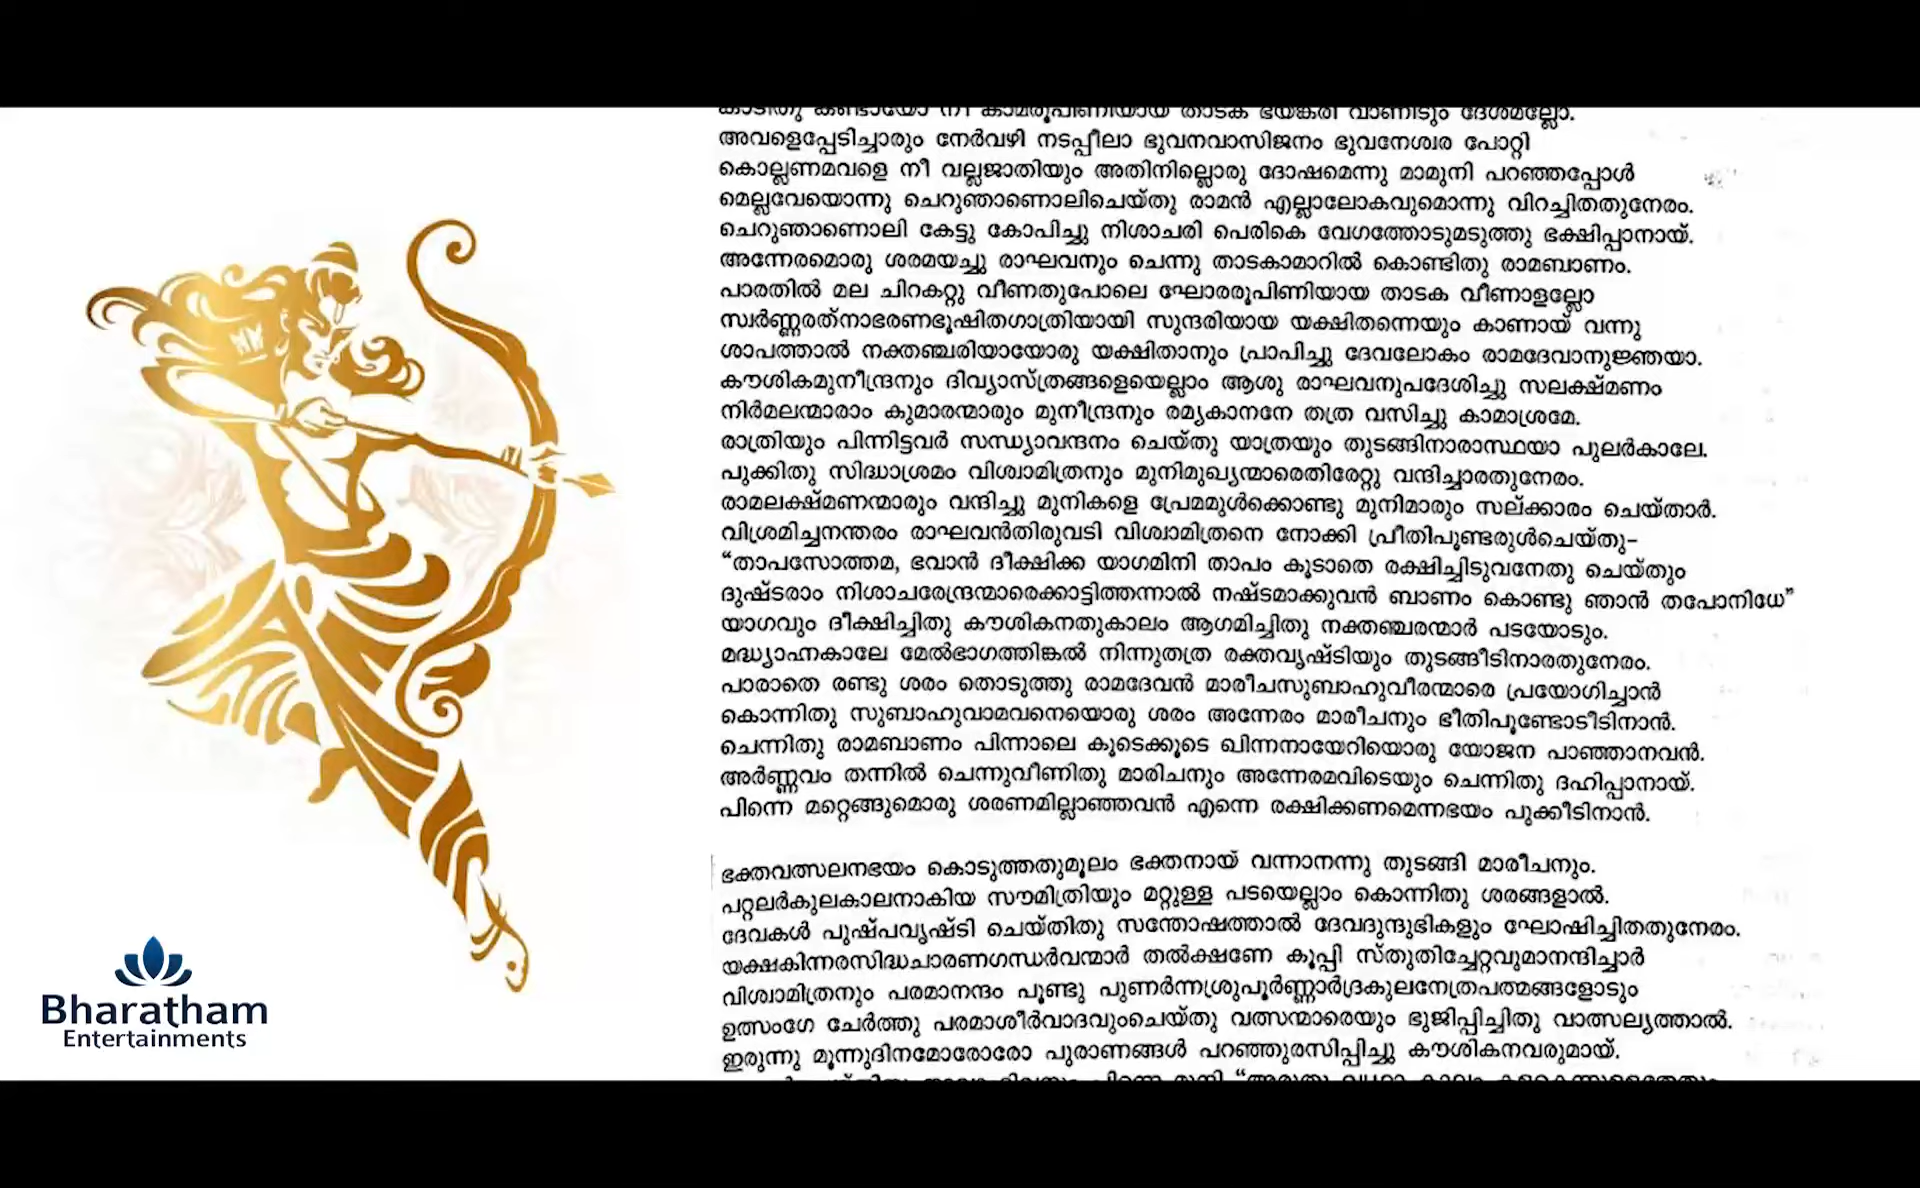 കാടിതു കണ്ടായോ നീ കാമരൂപിണിയായ താടക ഭയങ്കരി വാണിടും ദേശമല്ലോ.
അവളെപ്പേടിച്ചാരും നേർവഴി നടപ്പീലാ ഭുവനവാസിജനം ഭുവനേശ്വര പോറ്റി
കൊല്ലണമവളെ നീ വല്ലജാതിയും അതിനില്ലൊരു ദോഷമെന്നു മാമുനി പറഞ്ഞപ്പോൾ
മെല്ലവേയൊന്നു ചെറുഞാണൊലിചെയ്തു രാമൻ എല്ലാലോകവുമൊന്നു വിറച്ചിതതുനേരം.
ചെറുഞാണൊലി കേട്ടു കോപിച്ചു നിശാചരി പെരികെ വേഗത്തോടുമടുത്തു ഭക്ഷിപ്പാനായ്.
അന്നേരമൊരു ശരമയച്ചു രാഘവനും ചെന്നു താടകാമാറിൽ കൊണ്ടിതു രാമബാണം.
പാരതിൽ മല ചിറകറ്റു വീണതുപോലെ ഘോരരൂപിണിയായ താടക വീണാളല്ലോ
സ്വർണ്ണരത്നാഭരണഭൂഷിതഗാത്രിയായി സുന്ദരിയായ യക്ഷിതന്നെയും കാണായ് വന്നു
ശാപത്താൽ നക്തഞ്ചരിയായോരു യക്ഷിതാനും പ്രാപിച്ചു ദേവലോകം രാമദേവാനുജ്ഞയാ.
കൗശികമുനീന്ദ്രനും ദിവ്യാസ്ത്രങ്ങളെയെല്ലാം ആശു രാഘവനുപദേശിച്ചു സലക്ഷ്മണം
നിർമലന്മാരാം കുമാരന്മാരും മുനീന്ദ്രനും രമ്യകാനനേ തത്ര വസിച്ചു കാമാശ്രമേ.
രാത്രിയും പിന്നിട്ടവർ സന്ധ്യാവന്ദനം ചെയ്തു യാത്രയും തുടങ്ങിനാരാസ്ഥയാ പുലർകാലേ.
പുക്കിതു സിദ്ധാശ്രമം വിശ്വാമിത്രനും മുനിമുഖ്യന്മാരെതിരേറ്റു വന്ദിച്ചാരതുനേരം.
രാമലക്ഷ്മണന്മാരും വന്ദിച്ചു മുനികളെ പ്രേമമുൾക്കൊണ്ടു മുനിമാരും സല്ക്കാരം ചെയ്താർ.
വിശ്രമിച്ചനന്തരം രാഘവൻതിരുവടി വിശ്വാമിത്രനെ നോക്കി പ്രീതിപൂണ്ടരുൾചെയ്തു–
“താപസോത്തമ, ഭവാൻ ദീക്ഷിക്ക യാഗമിനി താപം കൂടാതെ രക്ഷിച്ചിടുവനേതു ചെയ്തും
ദുഷ്ടരാം നിശാചരേന്ദ്രന്മാരെക്കാട്ടിത്തന്നാൽ നഷ്ടമാക്കുവൻ ബാണം കൊണ്ടു ഞാൻ തപോനിധേ”
യാഗവും ദീക്ഷിച്ചിതു കൗശികനതുകാലം ആഗമിച്ചിതു നക്തഞ്ചരന്മാർ പടയോടും.
മദ്ധ്യാഹ്നകാലേ മേൽഭാഗത്തിങ്കൽ നിന്നുതത്ര രക്തവൃഷ്ടിയും തുടങ്ങീടിനാരതുനേരം.
പാരാതെ രണ്ടു ശരം തൊടുത്തു രാമദേവൻ മാരീചസുബാഹുവീരന്മാരെ പ്രയോഗിച്ചാൻ
കൊന്നിതു സുബാഹുവാമവനെയൊരു ശരം അന്നേരം മാരീചനും ഭീതിപൂണ്ടോടീടിനാൻ.
ചെന്നിതു രാമബാണം പിന്നാലെ കൂടെക്കൂടെ ഖിന്നനായേറിയൊരു യോജന പാഞ്ഞാനവൻ.
അർണ്ണവം തന്നിൽ ചെന്നുവീണിതു മാരിചനും അന്നേരമവിടെയും ചെന്നിതു ദഹിപ്പാനായ്.
പിന്നെ മറ്റെങ്ങുമൊരു ശരണമില്ലാഞ്ഞവൻ എന്നെ രക്ഷിക്കണമെന്നഭയം പുക്കീടിനാൻ.
ഭക്തവത്സലനഭയം കൊടുത്തതുമൂലം ഭക്തനായ് വന്നാനന്നു തുടങ്ങി മാരീചനും.
പറ്റലർകുലകാലനാകിയ സൗമിത്രിയും മറ്റുള്ള പടയെല്ലാം കൊന്നിതു ശരങ്ങളാൽ.
ദേവകൾ പുഷ്പവൃഷ്ടി ചെയ്തിതു സന്തോഷത്താൽ ദേവദുന്ദുഭികളും ഘോഷിച്ചിതതുനേരം.
യക്ഷകിന്നരസിദ്ധചാരണഗന്ധർവന്മാർ തൽക്ഷണേ കൂപ്പി സ്തുതിച്ചേറ്റവുമാനന്ദിച്ചാർ
വിശ്വാമിത്രനും പരമാനന്ദം പൂണ്ടു പുണർന്നശ്രുപൂർണ്ണാർദ്രകുലനേത്രപത്മങ്ങളോടും
ഉത്സംഗേ ചേർത്തു പരമാശീർവാദവുംചെയ്തു വത്സന്മാരെയും ഭുജിപ്പിച്ചിതു വാത്സല്യത്താൽ.
ഇരുന്നു മൂന്നുദിനമോരോരോ പുരാണങ്ങൾ പറഞ്ഞുരസിപ്പിച്ചു കൗശികനവരുമായ്.
Bharatham
Entertainments